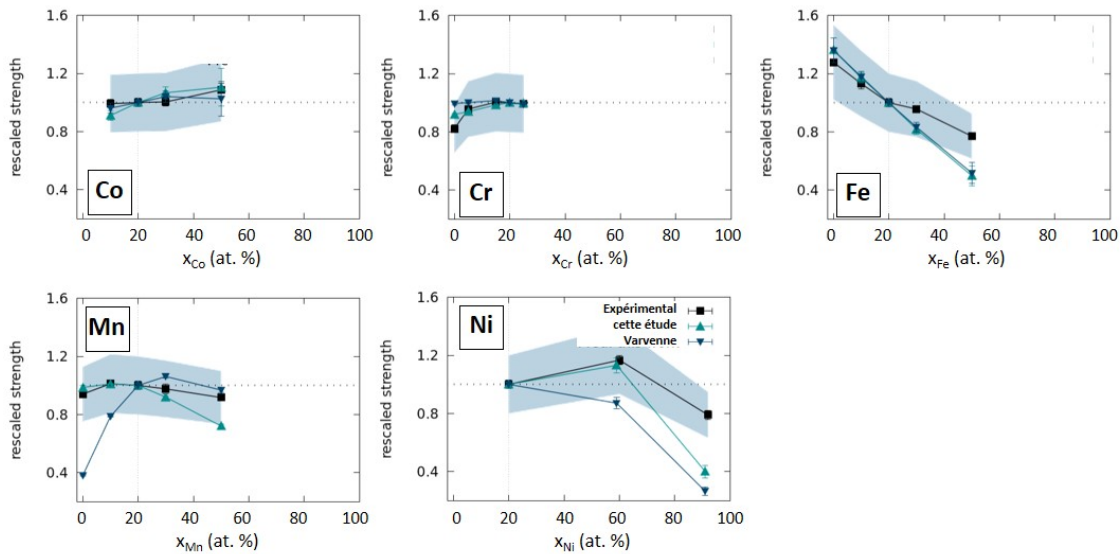 1.6
1.2
0.8
0.4
rescaled strength
Co
0 20 40 60 80 100
x_Co (at. %)
1.6
1.2
0.8
0.4
rescaled strength
Cr
0 20 40 60 80 100
x_Cr (at. %)
1.6
1.2
0.8
0.4
rescaled strength
Fe
0 20 40 60 80 100
x_Fe (at. %)
1.6
1.2
0.8
0.4
rescaled strength
Mn
0 20 40 60 80 100
x_Mn (at. %)
1.6
1.2
0.8
0.4
rescaled strength
Ni
Expérimental
cette étude
Varvenne
0 20 40 60 80 100
x_Ni (at. %)